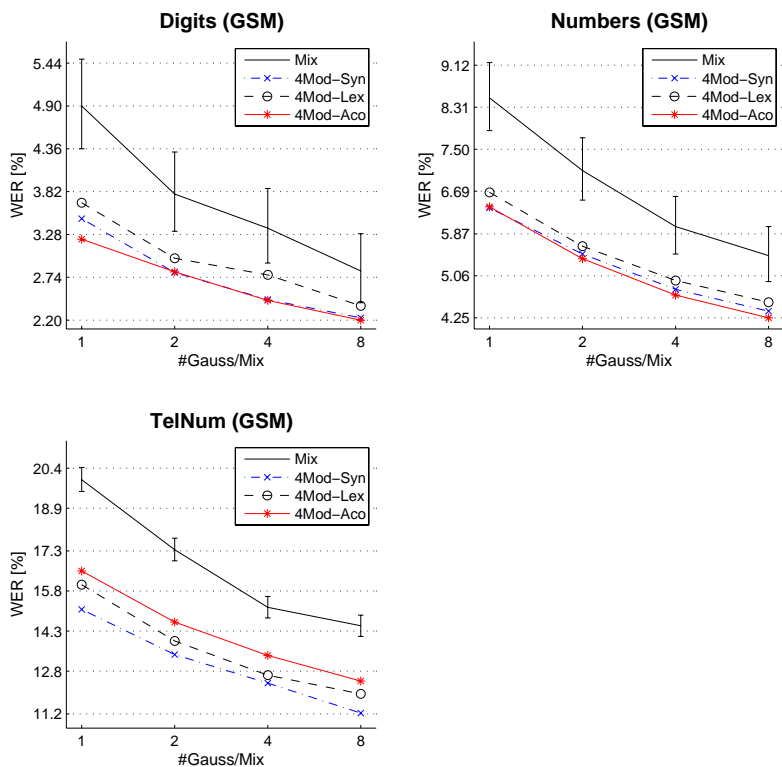 Digits (GSM)
WER [%]
5.44
4.90
4.36
3.82
3.28
2.74
2.20
Mix
4Mod−Syn
4Mod−Lex
4Mod−Aco
1
2
4
8
#Gauss/Mix
Numbers (GSM)
WER [%]
9.12
8.31
7.50
6.69
5.87
5.06
4.25
Mix
4Mod−Syn
4Mod−Lex
4Mod−Aco
1
2
4
8
#Gauss/Mix
TelNum (GSM)
WER [%]
20.4
18.9
17.3
15.8
14.3
12.8
11.2
Mix
4Mod−Syn
4Mod−Lex
4Mod−Aco
1
2
4
8
#Gauss/Mix